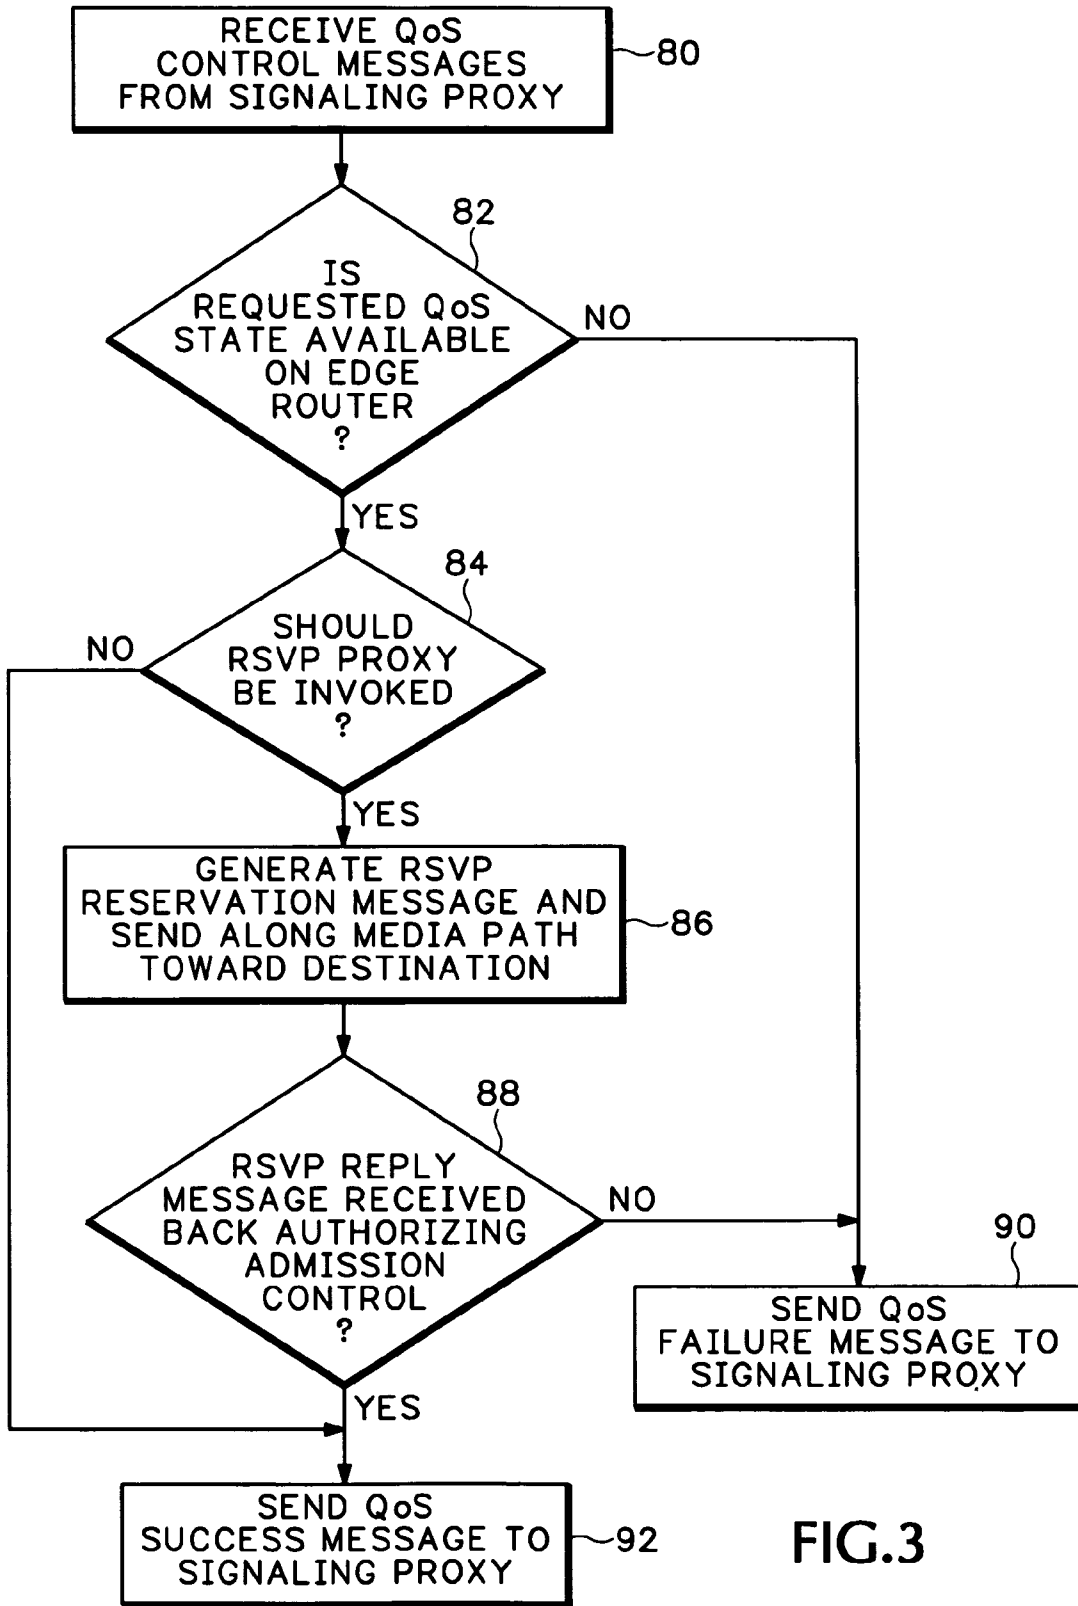 RECEIVE QoS
CONTROL MESSAGES
FROM SIGNALING PROXY
80
82
IS
REQUESTED QoS
STATE AVAILABLE
ON EDGE
ROUTER
?
NO
YES
84
SHOULD
RSVP PROXY
BE INVOKED
?
NO
YES
GENERATE RSVP
RESERVATION MESSAGE AND
SEND ALONG MEDIA PATH
TOWARD DESTINATION
86
88
RSVP REPLY
MESSAGE RECEIVED
BACK AUTHORIZING
ADMISSION
CONTROL
?
NO
YES
90
SEND QoS
FAILURE MESSAGE TO
SIGNALING PROXY
SEND QoS
SUCCESS MESSAGE TO
SIGNALING PROXY
92
FIG.3